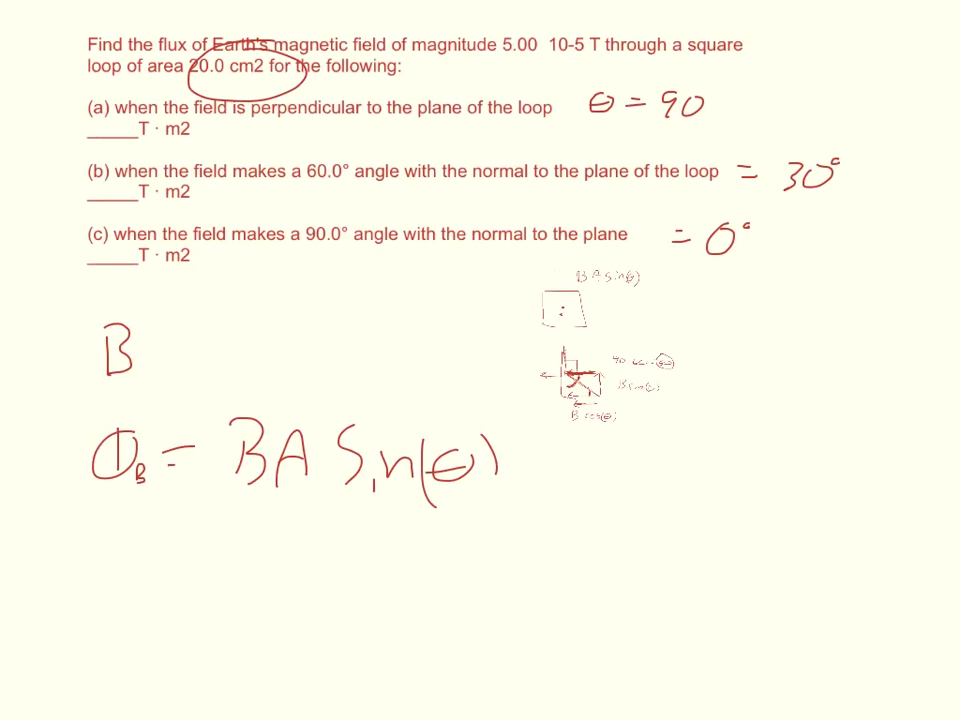 Find the flux of Earth's magnetic field of magnitude 5.00 10-5 T through a square
loop of area 20.0 cm2 for the following:
(a) when the field is perpendicular to the plane of the loop θ = 90
_____T · m2
(b) when the field makes a 60.0° angle with the normal to the plane of the loop = 30°
_____T · m2
(c) when the field makes a 90.0° angle with the normal to the plane = 0°
_____T · m2
BA sin(θ)
B
B sin(θ)
B cos(θ)
Φ_B = BA Sin(θ)